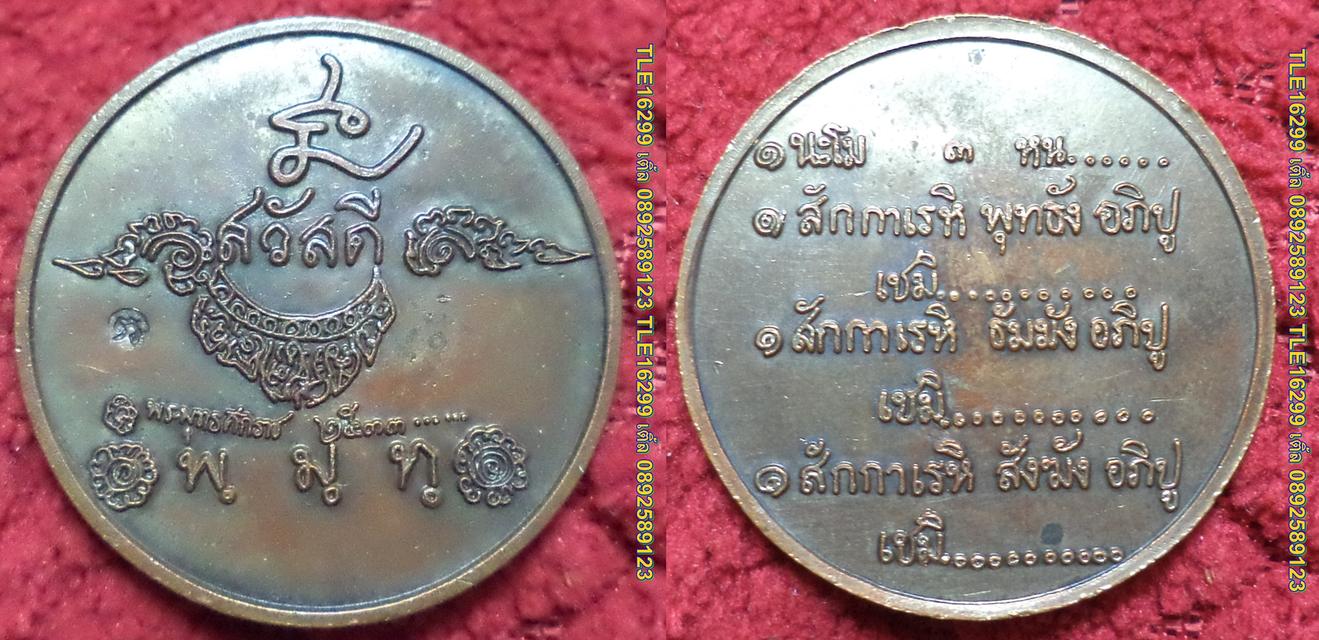 สวัสดี
พระพุทธศักราช ๒๕๓๓.........
พุ มุ ทุ
TLE16299 เติ้ล 0892589123 TLE16299 เติ้ล 0892589123
๑ นะโม ๓ หน......
๑ สักกาเรหิ พุทธัง อภิปู
เชมิ...........
๑ สักกาเรหิ ธัมมัง อภิปู
เชมิ...........
๑ สักกาเรหิ สังฆัง อภิปู
เชมิ............
TLE16299 เติ้ล 0892589123 TLE16299 เติ้ล 0892589123